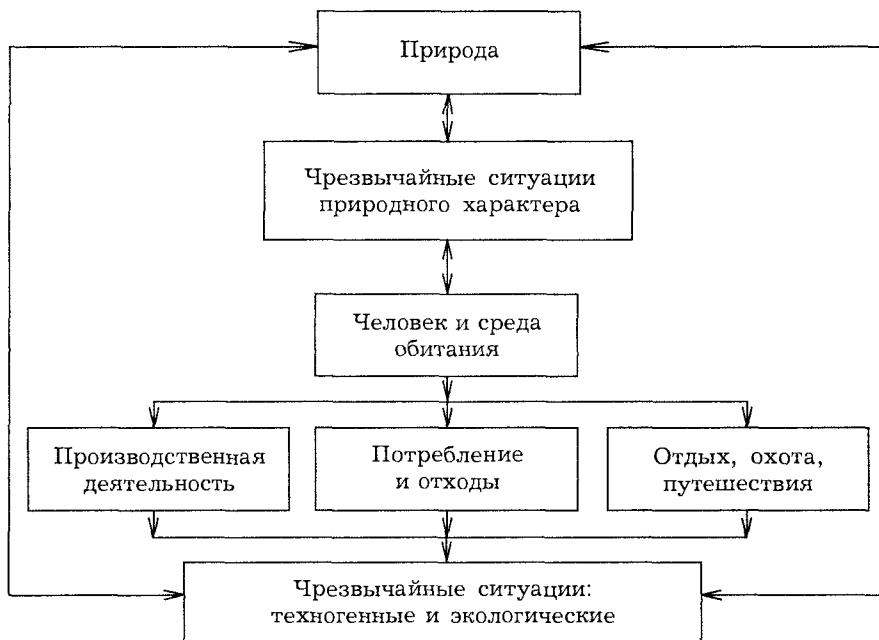 Природа
Чрезвычайные ситуации
природного характера
Человек и среда
обитания
Производственная
деятельность
Потребление
и отходы
Отдых, охота,
путешествия
Чрезвычайные ситуации:
техногенные и экологические